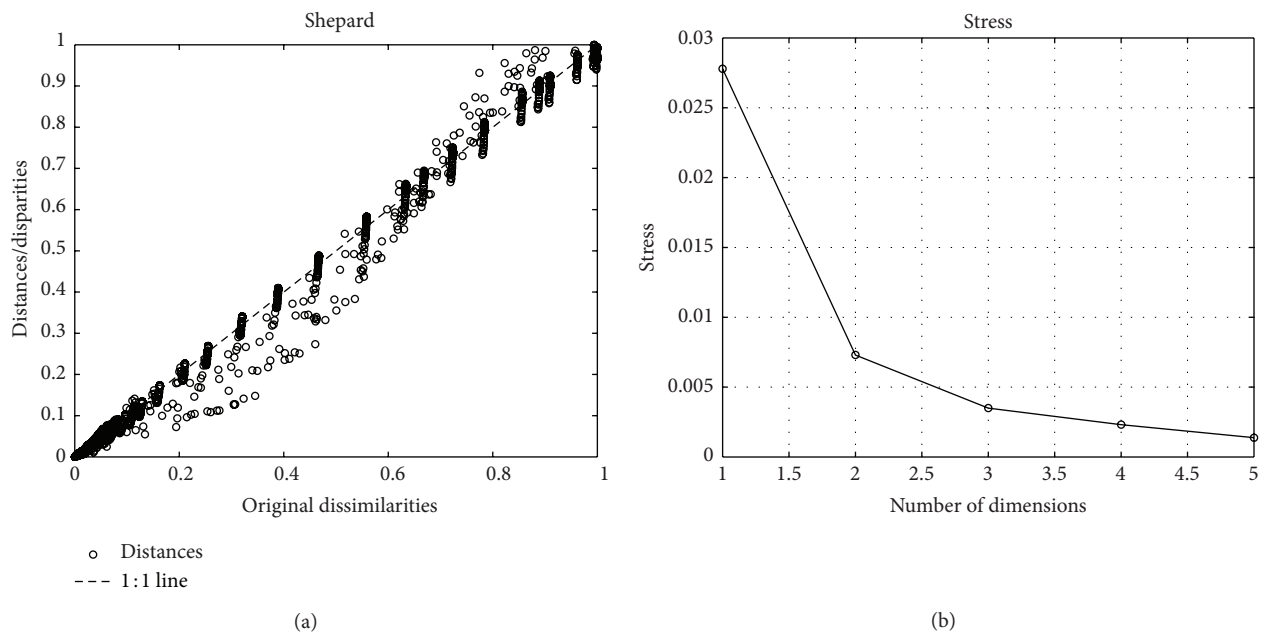 Shepard
1
0.9
0.8
0.7
0.6
0.5
0.4
0.3
0.2
0.1
0
Distances/disparities
0 0.2 0.4 0.6 0.8 1
Original dissimilarities
Distances
1 : 1 line
(a)
Stress
0.03
0.025
0.02
0.015
0.01
0.005
0
Stress
1 1.5 2 2.5 3 3.5 4 4.5 5
Number of dimensions
(b)